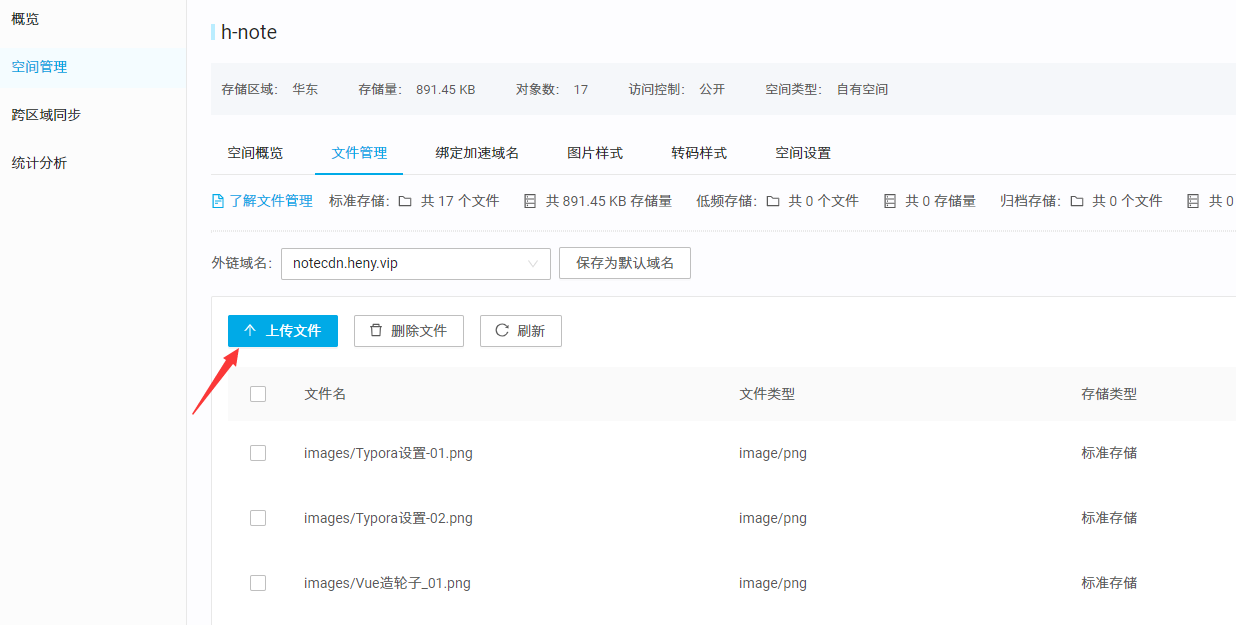 概览
空间管理
跨区域同步
统计分析
h-note
存储区域： 华东 存储量： 891.45 KB 对象数： 17 访问控制： 公开 空间类型： 自有空间
空间概览 文件管理 绑定加速域名 图片样式 转码样式 空间设置
了解文件管理 标准存储： 共 17 个文件 共 891.45 KB 存储量 低频存储： 共 0 个文件 共 0 存储量 归档存储： 共 0 个文件 共 0
外链域名： notecdn.heny.vip 保存为默认域名
上传文件 删除文件 刷新
文件名 文件类型 存储类型
images/Typora设置-01.png image/png 标准存储
images/Typora设置-02.png image/png 标准存储
images/Vue造轮子_01.png image/png 标准存储